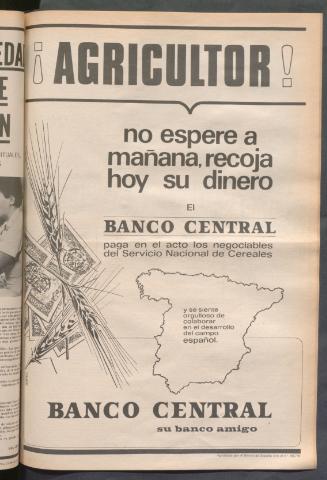 ¡AGRICULTOR!
no espere a
mañana, recoja
hoy su dinero
El
BANCO CENTRAL
paga en el acto los negociables
del Servicio Nacional de Cereales
y se siente
orgulloso de
colaborar
en el desarrollo
del campo
español.
BANCO CENTRAL
su banco amigo